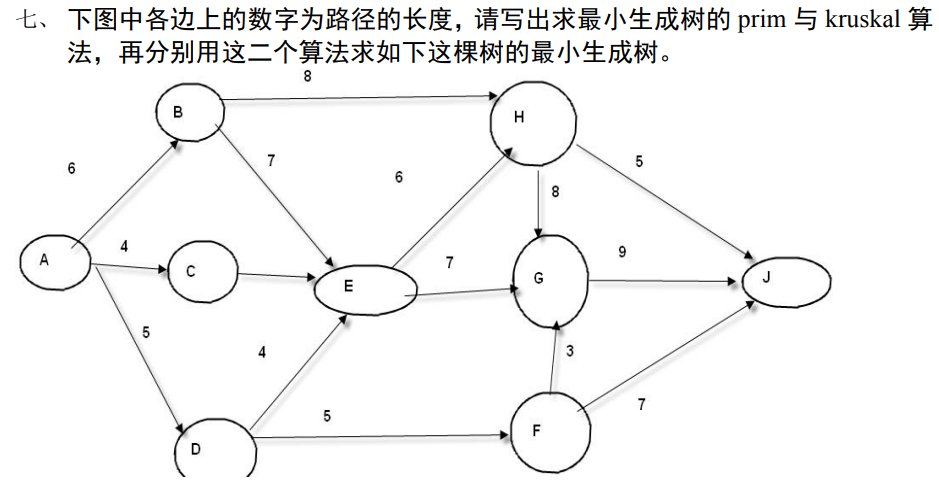 七、 下图中各边上的数字为路径的长度，请写出求最小生成树的 prim 与 kruskal 算
法，再分别用这二个算法求如下这棵树的最小生成树。
8
B
H
7
5
6
6
8
4
9
A
C
7
G
J
E
5
4
3
5
7
F
D